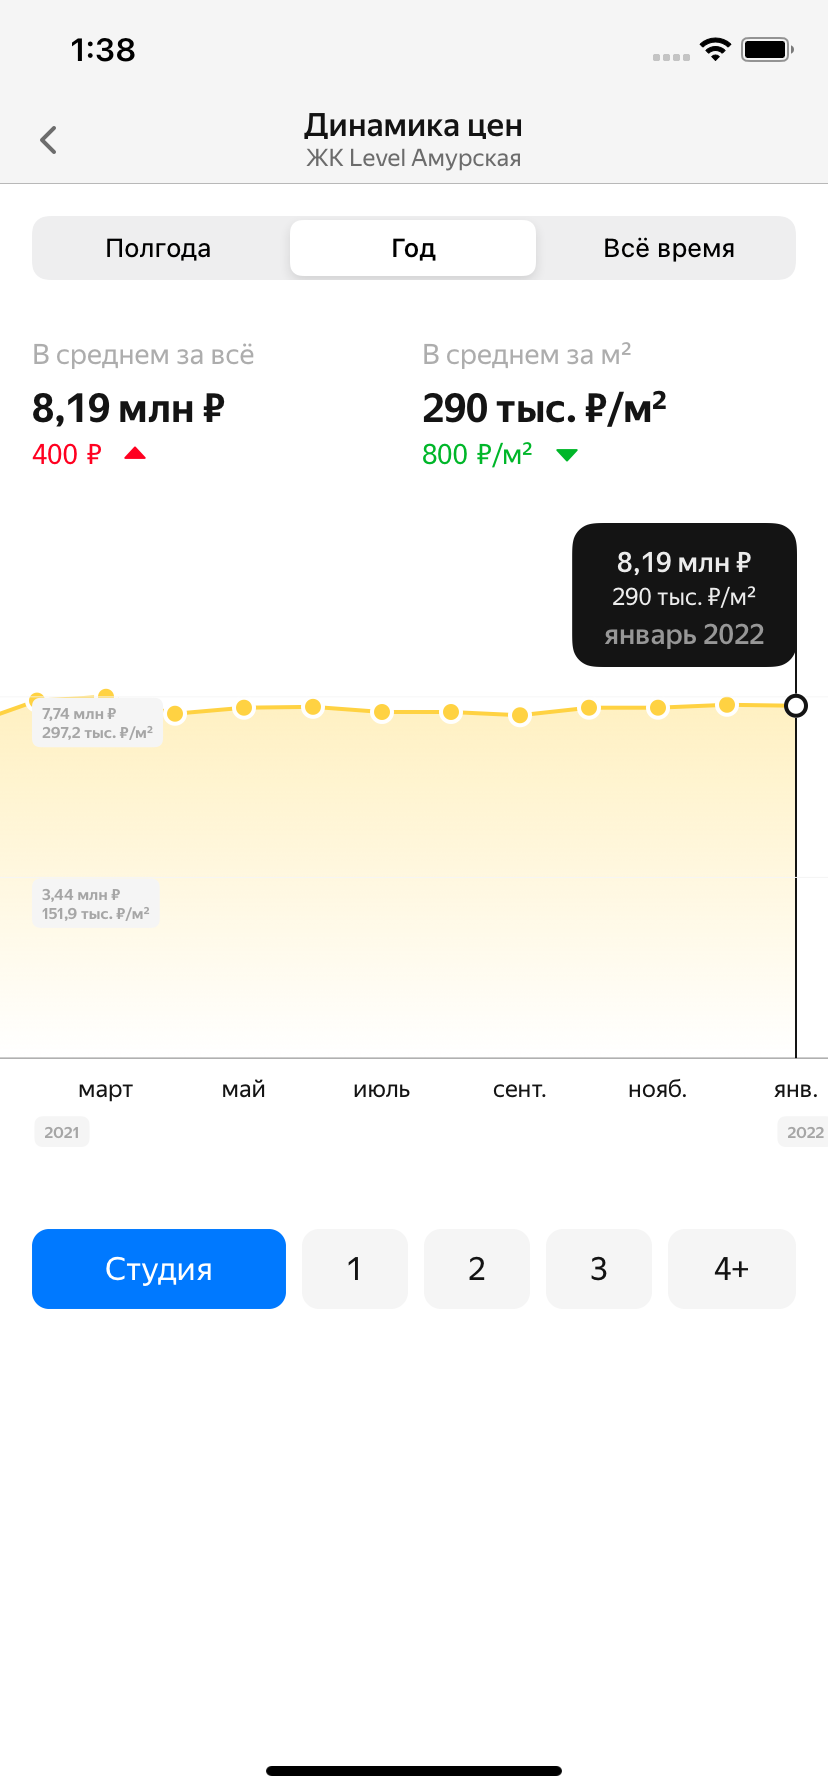 1:38
Динамика цен
ЖК Level Амурская
Полгода
Год
Всё время
В среднем за всё
8,19 млн ₽
400 ₽
В среднем за м²
290 тыс. ₽/м²
800 ₽/м²
8,19 млн ₽
290 тыс. ₽/м²
январь 2022
7,74 млн ₽
297,2 тыс. ₽/м²
3,44 млн ₽
151,9 тыс. ₽/м²
март
май
июль
сент.
нояб.
янв.
2021
2022
Студия
1
2
3
4+